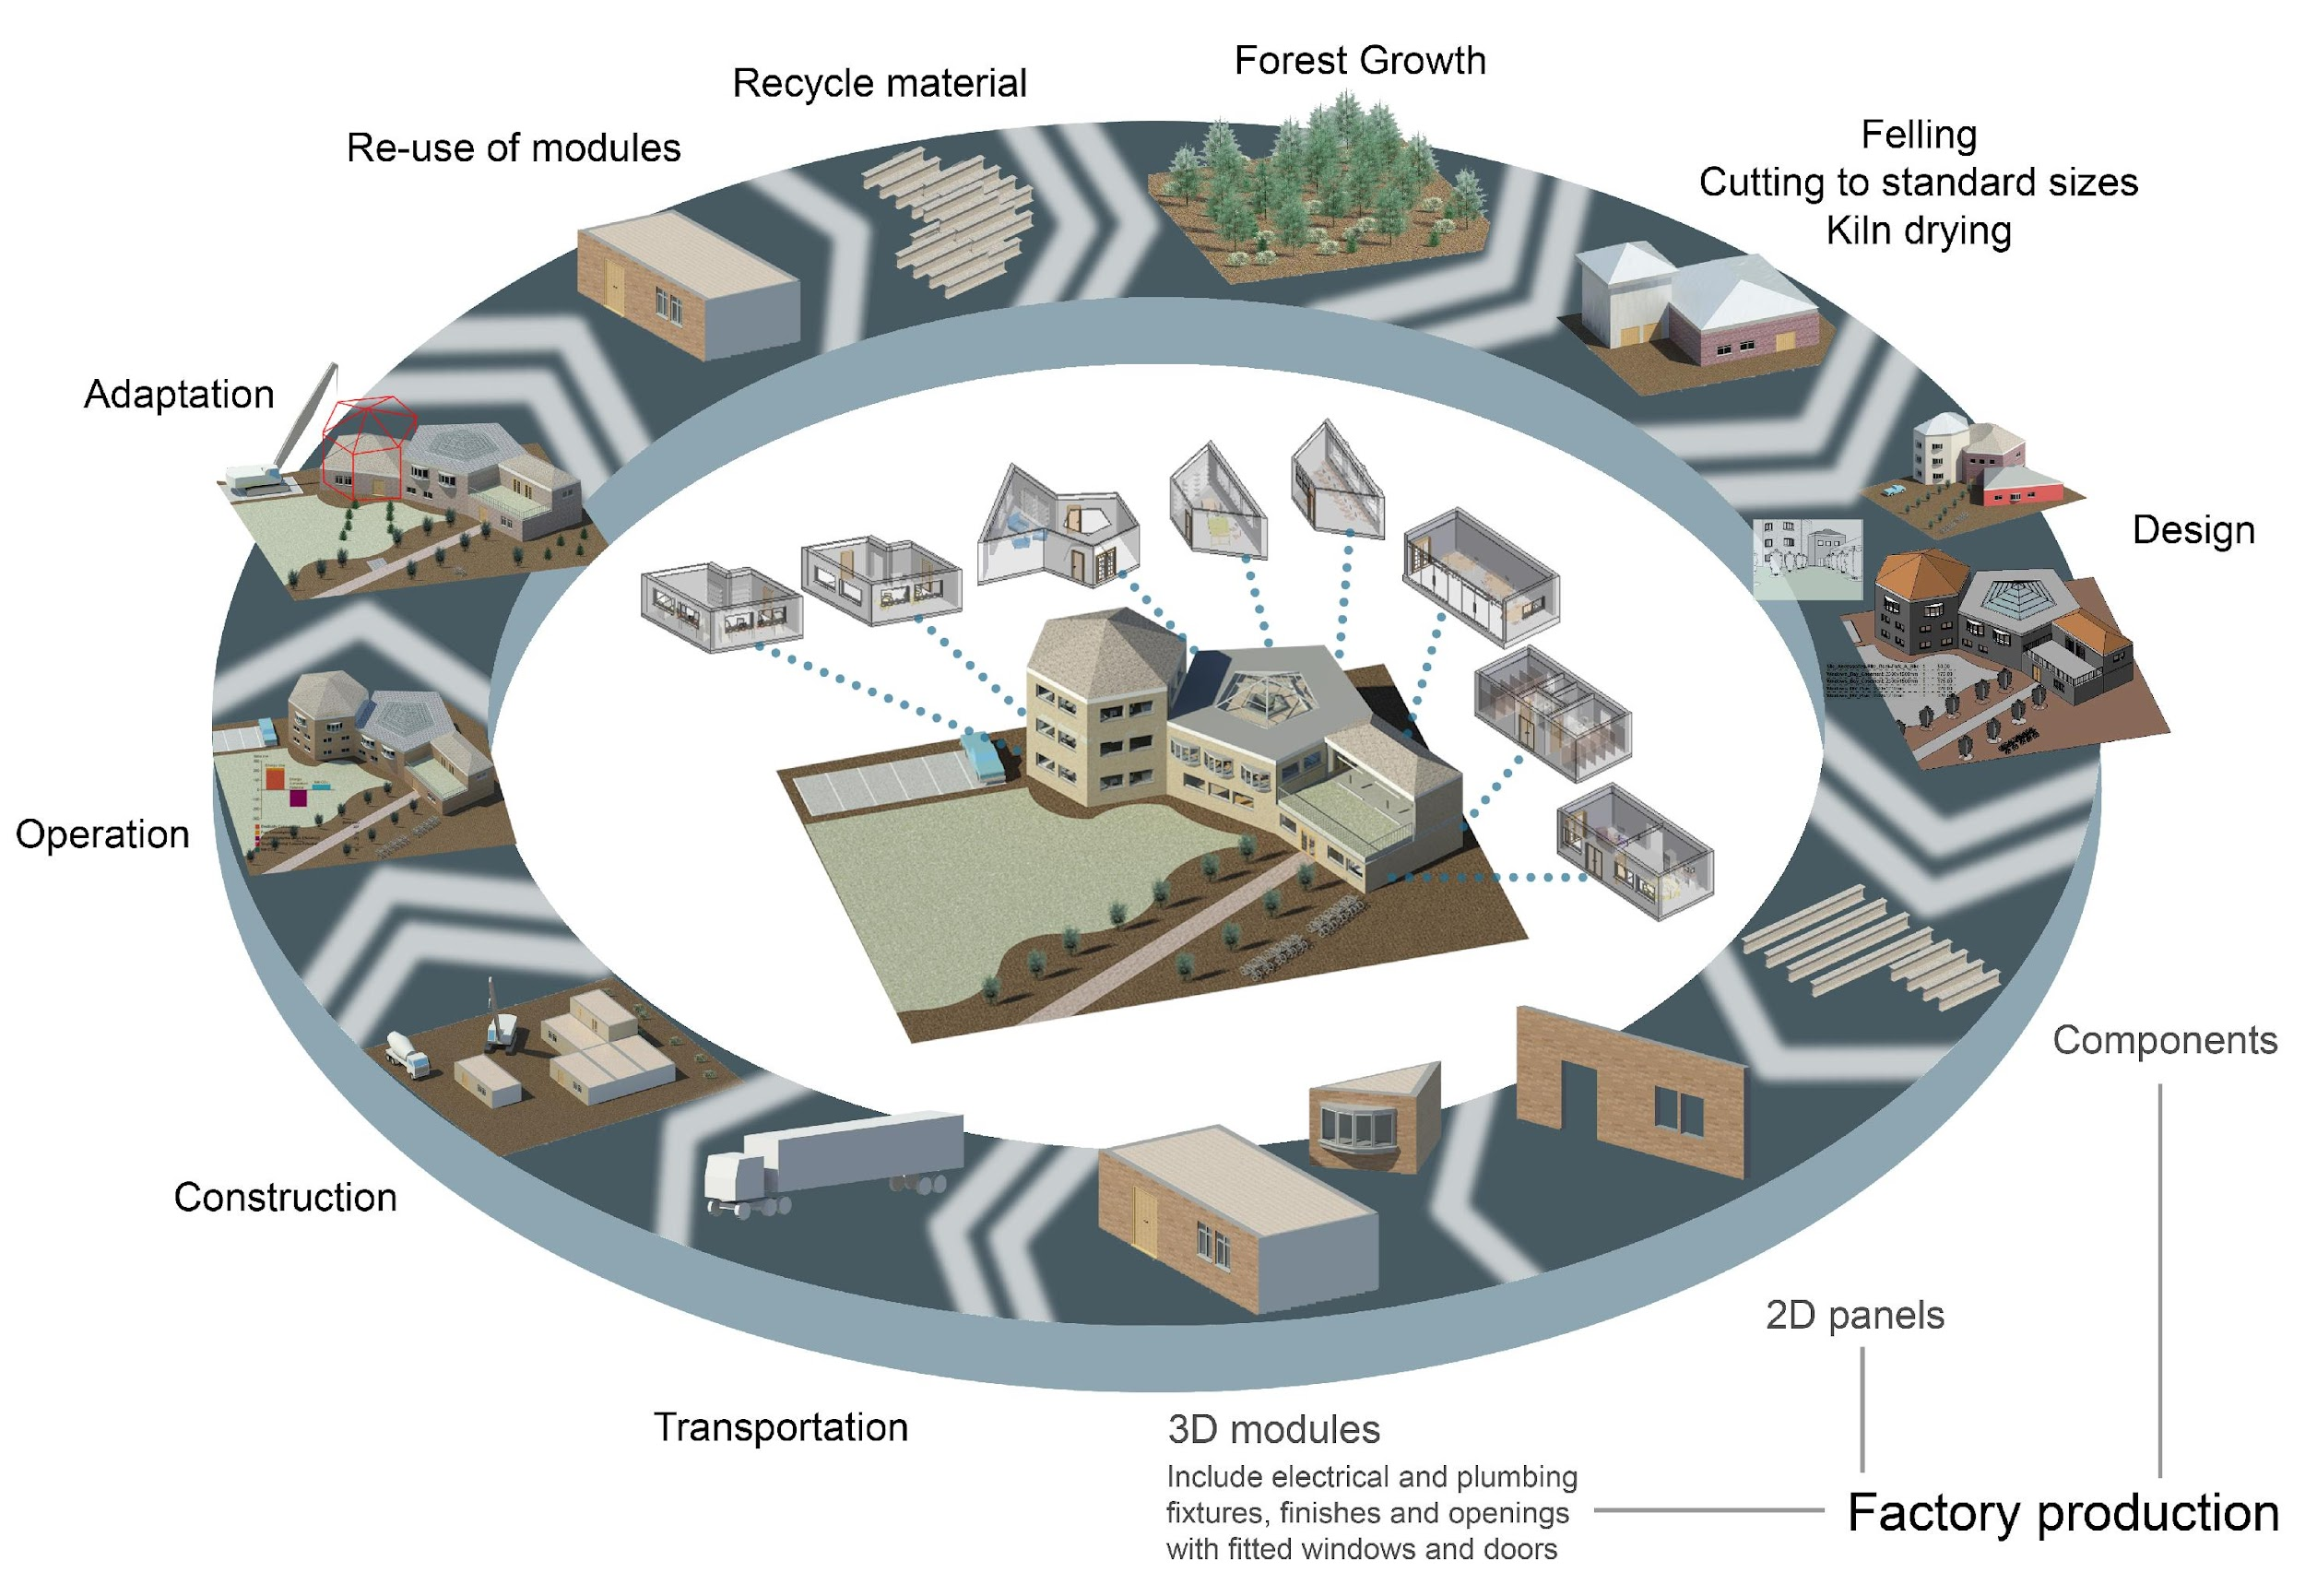 Forest Growth
Recycle material
Re-use of modules
Felling
Cutting to standard sizes
Kiln drying
Adaptation
Design
Operation
Components
Construction
2D panels
Transportation
3D modules
Include electrical and plumbing
fixtures, finishes and openings
with fitted windows and doors
Factory production